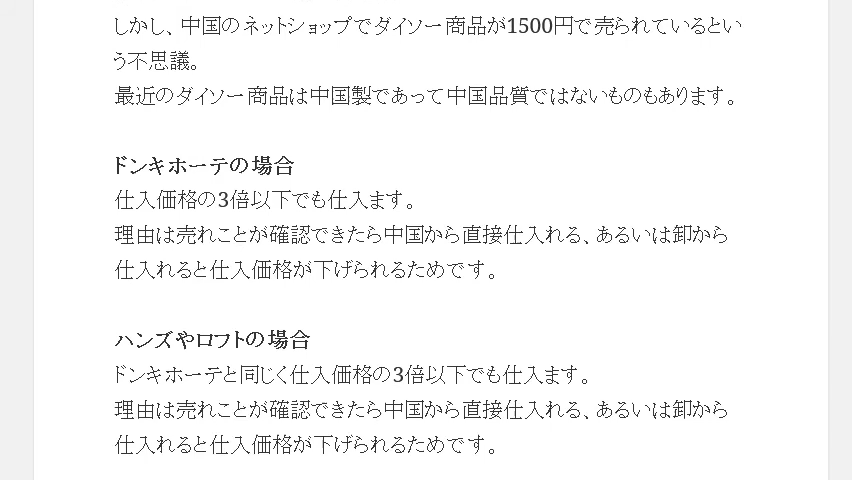 しかし、中国のネットショップでダイソー商品が1500円で売られているとい
う不思議。
最近のダイソー商品は中国製であって中国品質ではないものもあります。
ドンキホーテの場合
仕入価格の3倍以下でも仕入ます。
理由は売れことが確認できたら中国から直接仕入れる、あるいは卸から
仕入れると仕入価格が下げられるためです。
ハンズやロフトの場合
ドンキホーテと同じく仕入価格の3倍以下でも仕入ます。
理由は売れことが確認できたら中国から直接仕入れる、あるいは卸から
仕入れると仕入価格が下げられるためです。